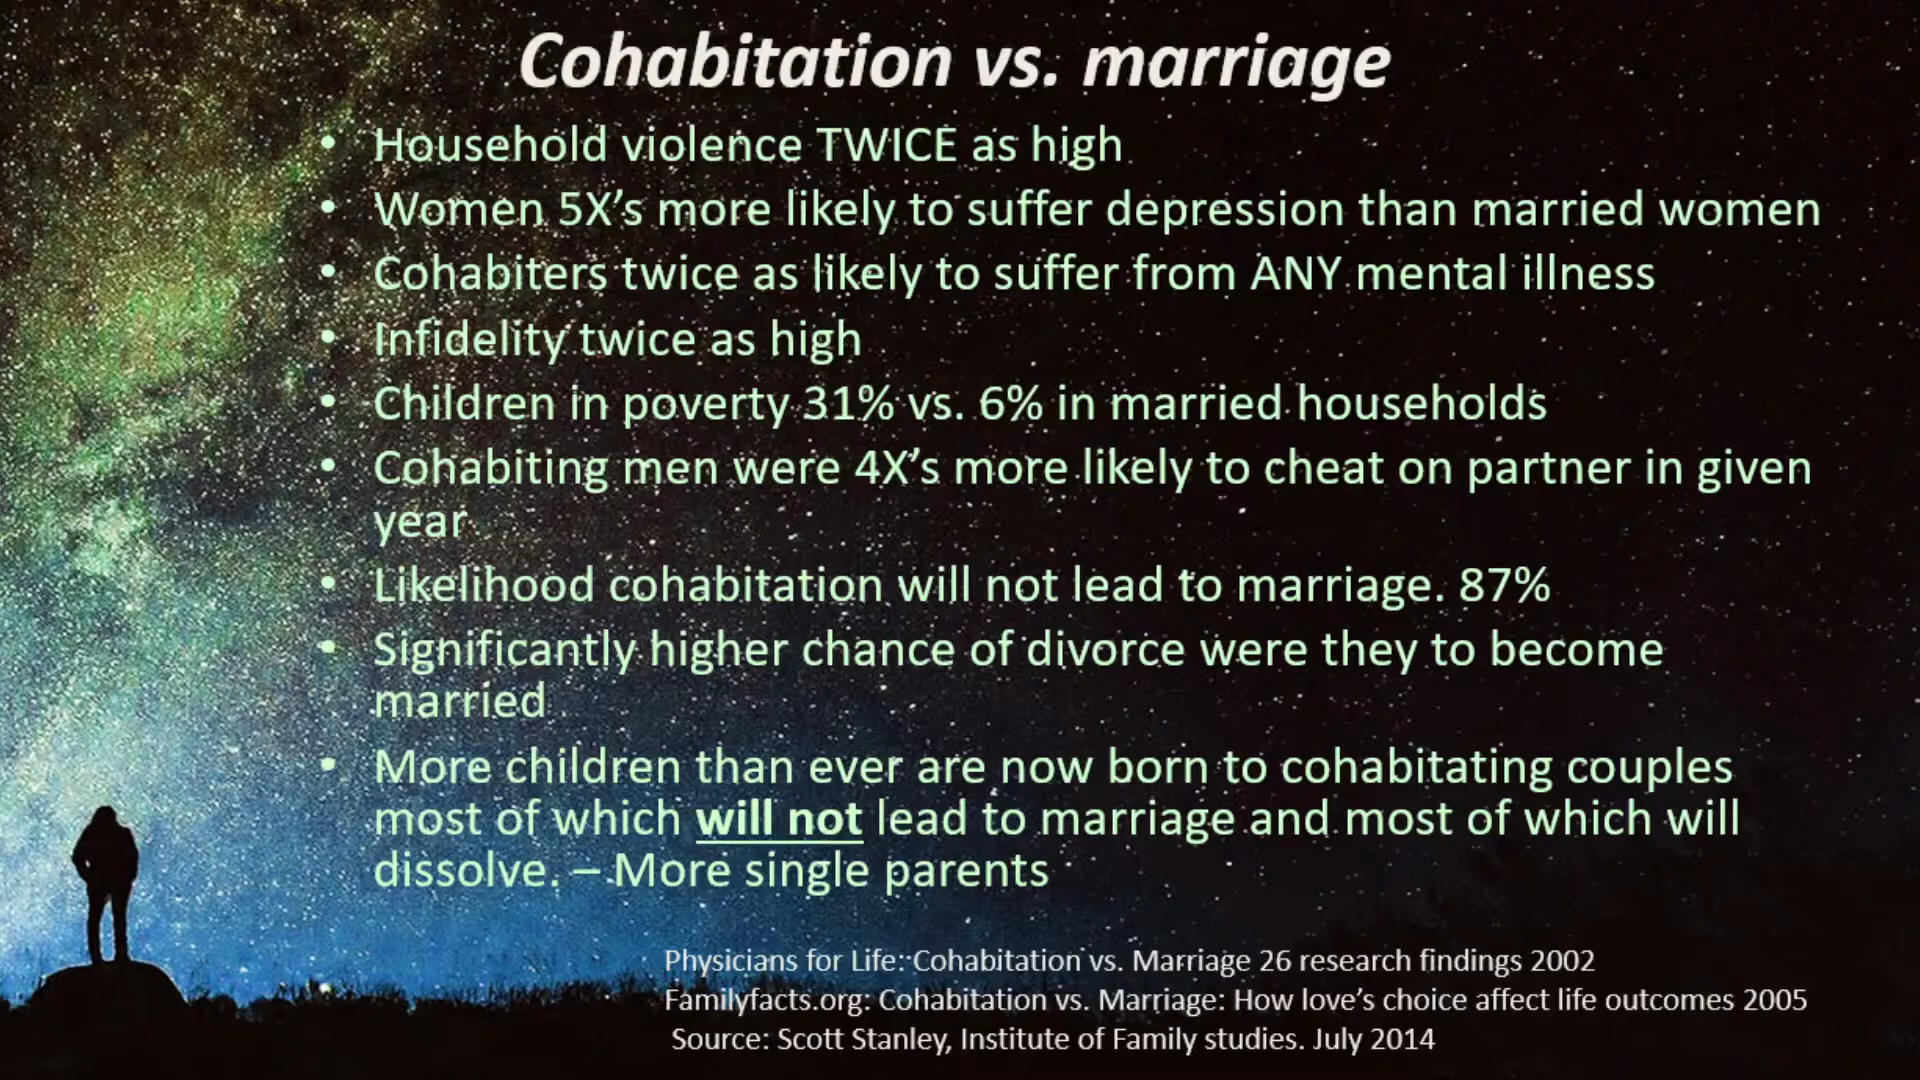 Cohabitation vs. marriage
• Household violence TWICE as high
• Women 5X’s more likely to suffer depression than married women
• Cohabiters twice as likely to suffer from ANY mental illness
• Infidelity twice as high
• Children in poverty 31% vs. 6% in married households
• Cohabiting men were 4X’s more likely to cheat on partner in given
year
• Likelihood cohabitation will not lead to marriage. 87%
• Significantly higher chance of divorce were they to become
married
• More children than ever are now born to cohabitating couples
most of which will not lead to marriage and most of which will
dissolve. – More single parents
Physicians for Life: Cohabitation vs. Marriage 26 research findings 2002
Familyfacts.org: Cohabitation vs. Marriage: How love’s choice affect life outcomes 2005
Source: Scott Stanley, Institute of Family studies. July 2014